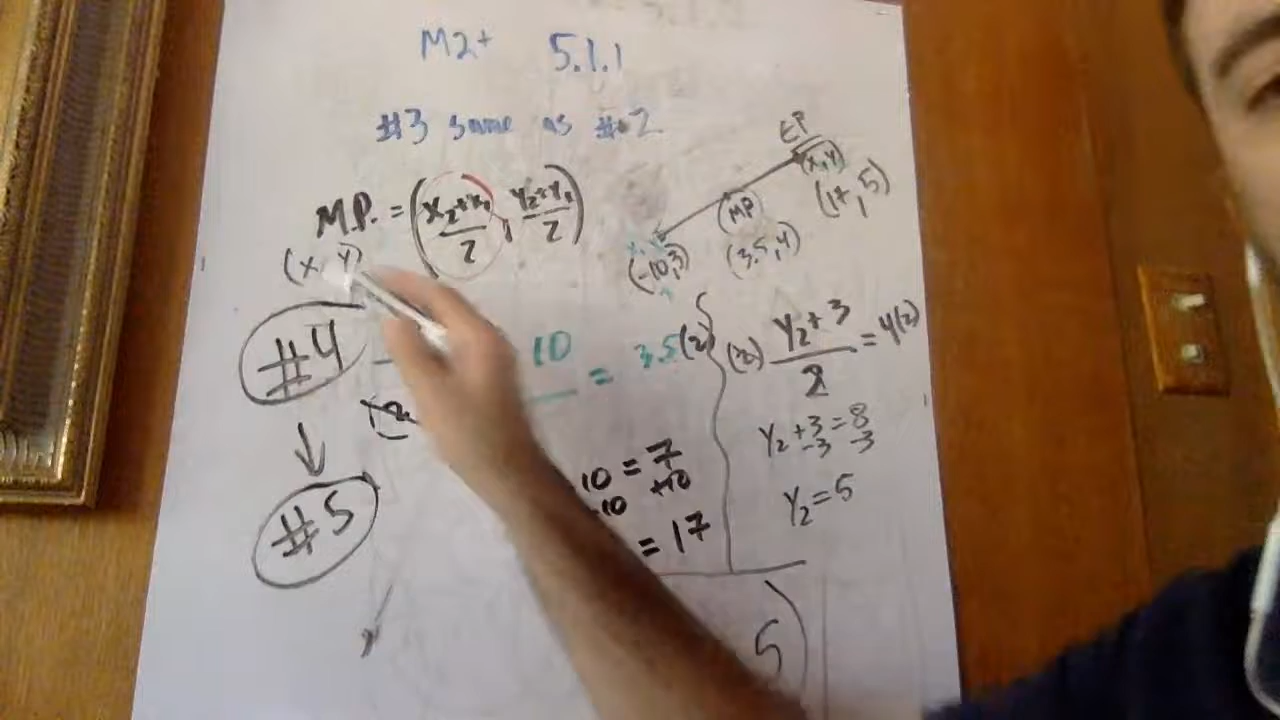 M2+ 5.1.1
#3 same as #2
M.P. = (x₂+x₁/2, y₂+y₁/2)
(x, y)
EP
(x, y)
(17, 5)
(MP)
(3.5, 4)
(-10, 3)
#4
10 = 3.5(2)
(2)
10 = 7
-10 +10
= 17
(2) y₂+3/2 = 4(2)
y₂+3=8
-3 -3
y₂=5
#5
5)